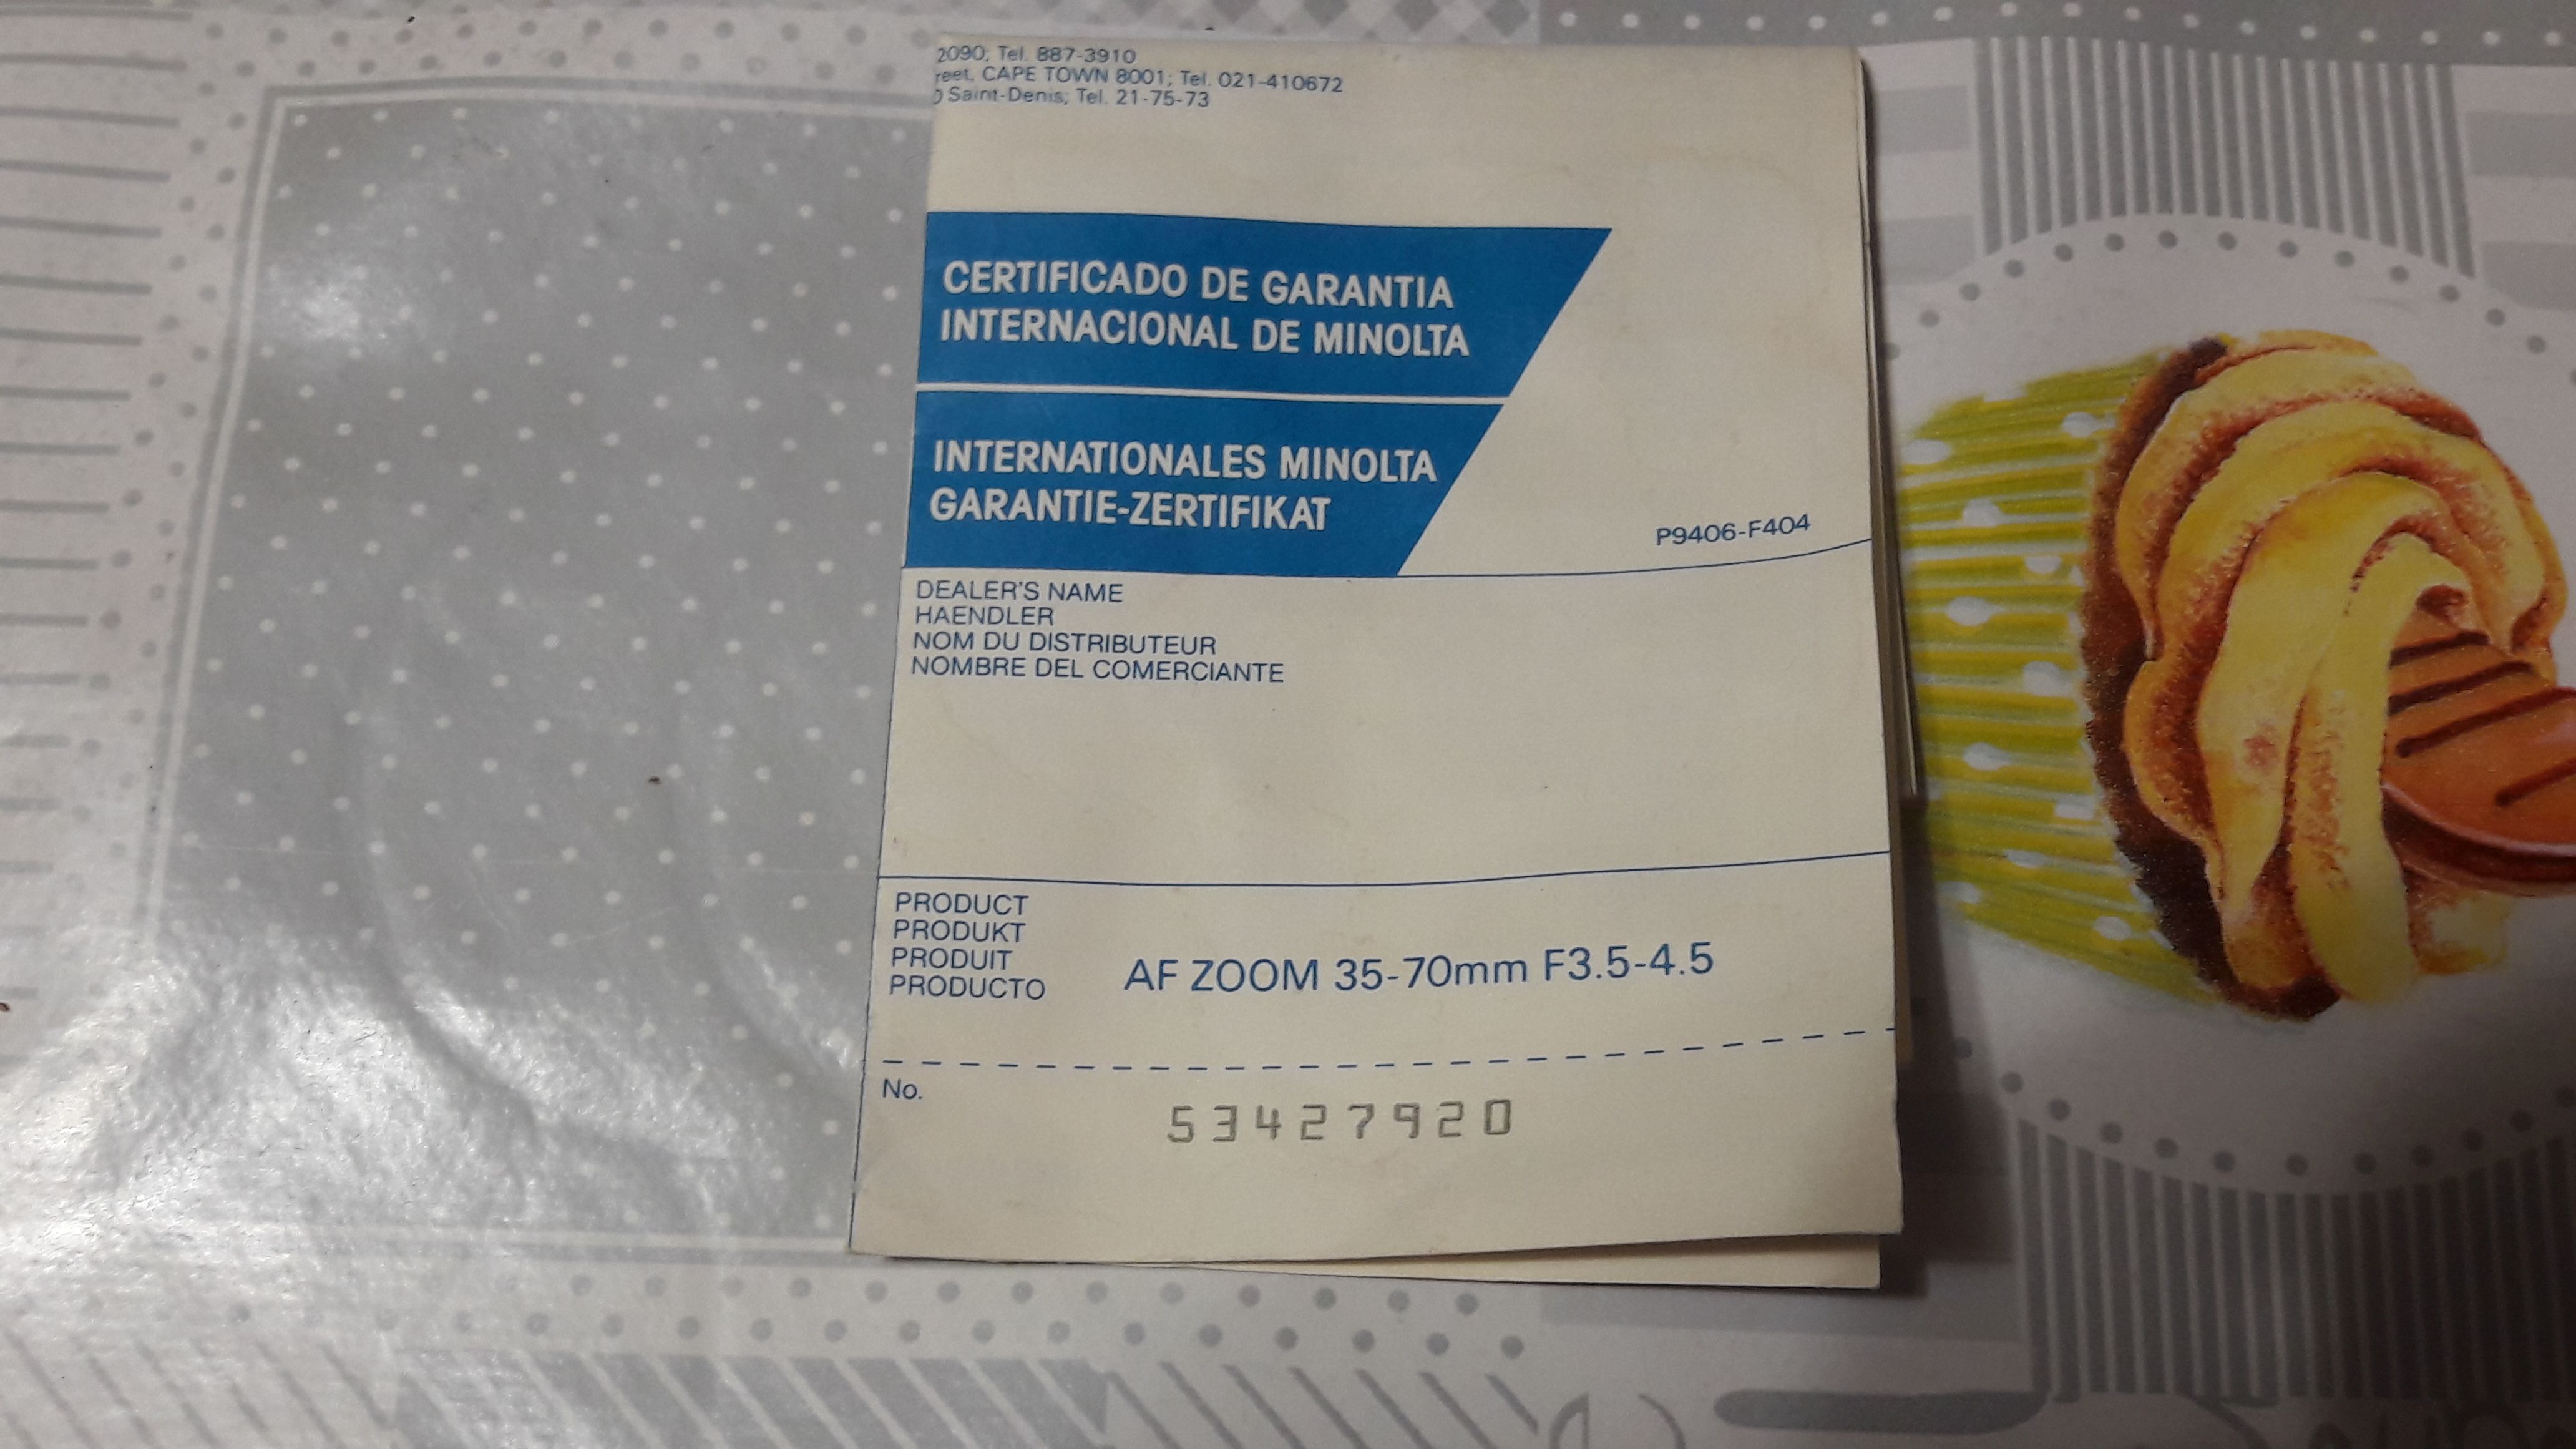 2090; Tel. 887-3910
CAPE TOWN 8001; Tel. 021-410672
Saint-Denis; Tel. 21-75-73
CERTIFICADO DE GARANTIA
INTERNACIONAL DE MINOLTA
INTERNATIONALES MINOLTA
GARANTIE-ZERTIFIKAT
P9406-F404
DEALER'S NAME
HAENDLER
NOM DU DISTRIBUTEUR
NOMBRE DEL COMERCIANTE
PRODUCT
PRODUKT
PRODUIT
PRODUCTO
AF ZOOM 35-70mm F3.5-4.5
No.
53427920